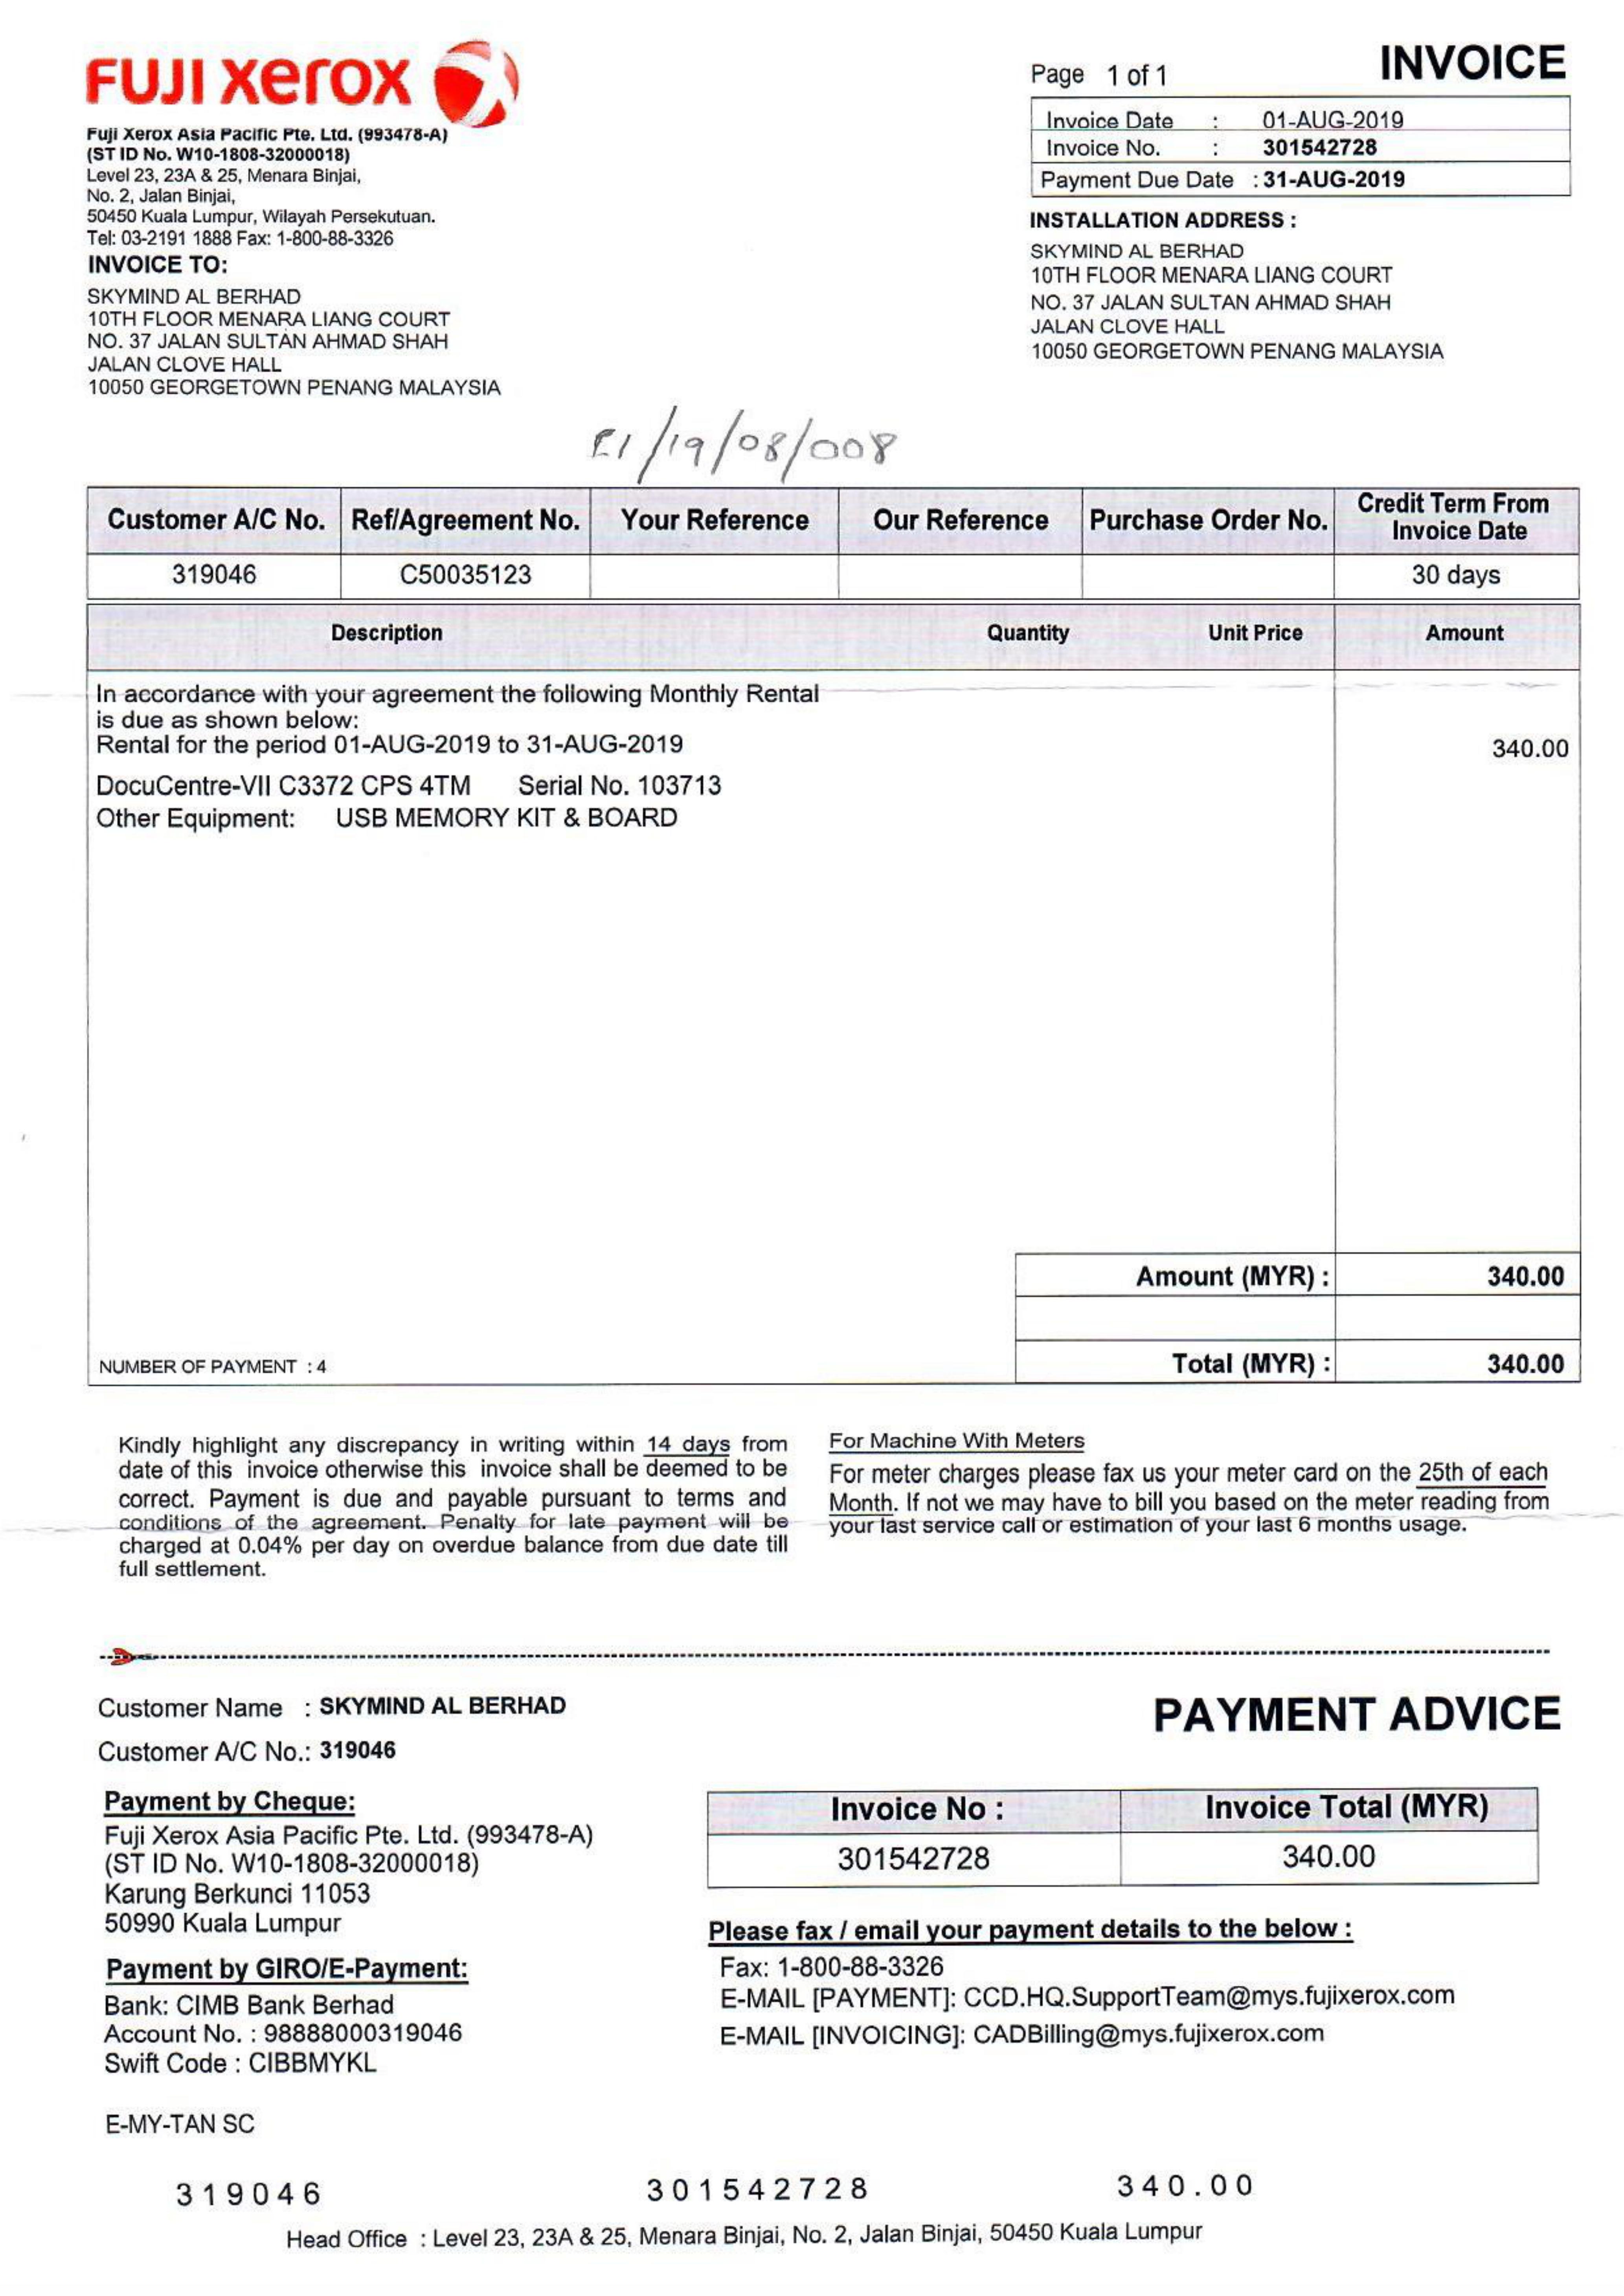 FUJI xerox
Page 1 of 1
INVOICE
Fuji Xerox Asia Pacific Pte. Ltd. (993478-A)
(ST ID No. W10-1808-32000018)
Level 23, 23A & 25, Menara Binjai,
No. 2, Jalan Binjai,
50450 Kuala Lumpur, Wilayah Persekutuan.
Tel: 03-2191 1888 Fax: 1-800-88-3326
Invoice Date : 01-AUG-2019
Invoice No. : 301542728
Payment Due Date : 31-AUG-2019
INVOICE TO:
SKYMIND AL BERHAD
10TH FLOOR MENARA LIANG COURT
NO. 37 JALAN SULTAN AHMAD SHAH
JALAN CLOVE HALL
10050 GEORGETOWN PENANG MALAYSIA
INSTALLATION ADDRESS :
SKYMIND AL BERHAD
10TH FLOOR MENARA LIANG COURT
NO. 37 JALAN SULTAN AHMAD SHAH
JALAN CLOVE HALL
10050 GEORGETOWN PENANG MALAYSIA
E1/19/08/008
Customer A/C No. Ref/Agreement No. Your Reference Our Reference Purchase Order No. Credit Term From Invoice Date
319046 C50035123 30 days
Description Quantity Unit Price Amount
In accordance with your agreement the following Monthly Rental
is due as shown below:
Rental for the period 01-AUG-2019 to 31-AUG-2019 340.00
DocuCentre-VII C3372 CPS 4TM Serial No. 103713
Other Equipment: USB MEMORY KIT & BOARD
Amount (MYR) : 340.00
NUMBER OF PAYMENT : 4
Total (MYR) : 340.00
Kindly highlight any discrepancy in writing within 14 days from
date of this invoice otherwise this invoice shall be deemed to be
correct. Payment is due and payable pursuant to terms and
conditions of the agreement. Penalty for late payment will be
charged at 0.04% per day on overdue balance from due date till
full settlement.
For Machine With Meters
For meter charges please fax us your meter card on the 25th of each
Month. If not we may have to bill you based on the meter reading from
your last service call or estimation of your last 6 months usage.
Customer Name : SKYMIND AL BERHAD
Customer A/C No.: 319046
PAYMENT ADVICE
Payment by Cheque:
Fuji Xerox Asia Pacific Pte. Ltd. (993478-A)
(ST ID No. W10-1808-32000018)
Karung Berkunci 11053
50990 Kuala Lumpur
Invoice No : Invoice Total (MYR)
301542728 340.00
Payment by GIRO/E-Payment:
Bank: CIMB Bank Berhad
Account No. : 98888000319046
Swift Code : CIBBMYKL
Please fax / email your payment details to the below :
Fax: 1-800-88-3326
E-MAIL [PAYMENT]: CCD.HQ.SupportTeam@mys.fujixerox.com
E-MAIL [INVOICING]: CADBilling@mys.fujixerox.com
E-MY-TAN SC
319046 301542728 340.00
Head Office : Level 23, 23A & 25, Menara Binjai, No. 2, Jalan Binjai, 50450 Kuala Lumpur